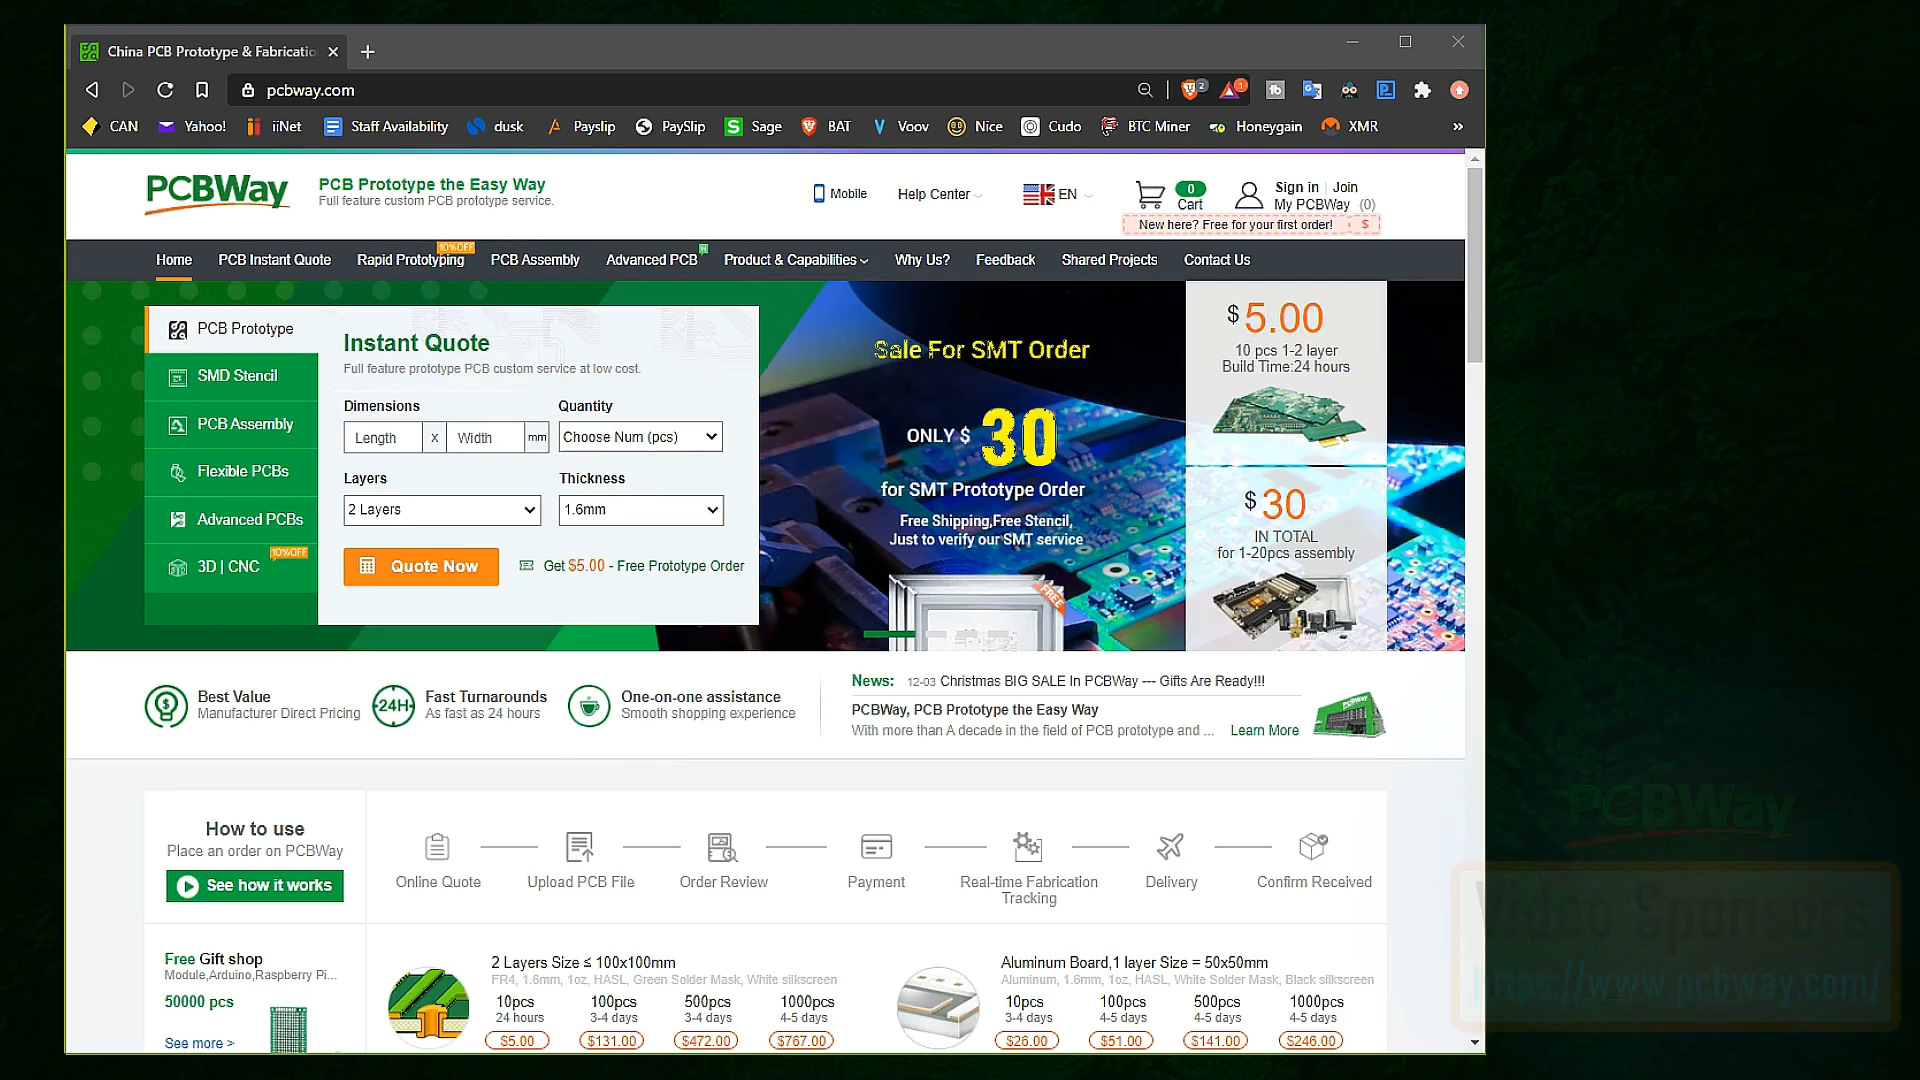 China PCB Prototype & Fabricatio
pcbway.com
CAN
Yahoo!
iiNet
Staff Availability
dusk
Payslip
PaySlip
Sage
BAT
Voov
Nice
Cudo
BTC Miner
Honeygain
XMR
PCBWay
PCB Prototype the Easy Way
Full feature custom PCB prototype service.
Mobile
Help Center
EN
0
Cart
Sign in | Join
My PCBWay (0)
New here? Free for your first order! $
Home
PCB Instant Quote
Rapid Prototyping
10%OFF
PCB Assembly
Advanced PCB
N
Product & Capabilities
Why Us?
Feedback
Shared Projects
Contact Us
PCB Prototype
SMD Stencil
PCB Assembly
Flexible PCBs
Advanced PCBs
3D | CNC
10%OFF
Instant Quote
Full feature prototype PCB custom service at low cost.
Dimensions
Quantity
Length x Width mm
Choose Num (pcs)
Layers
Thickness
2 Layers
1.6mm
Quote Now
Get $5.00 - Free Prototype Order
Sale For SMT Order
ONLY $ 30
for SMT Prototype Order
Free Shipping,Free Stencil,
Just to verify our SMT service
FREE
$ 5.00
10 pcs 1-2 layer
Build Time:24 hours
$ 30
IN TOTAL
for 1-20pcs assembly
Best Value
Manufacturer Direct Pricing
24H
Fast Turnarounds
As fast as 24 hours
One-on-one assistance
Smooth shopping experience
News: 12-03 Christmas BIG SALE In PCBWay --- Gifts Are Ready!!!
PCBWay, PCB Prototype the Easy Way
With more than A decade in the field of PCB prototype and ... Learn More
How to use
Place an order on PCBWay
See how it works
Online Quote
Upload PCB File
Order Review
Payment
Real-time Fabrication
Tracking
Delivery
Confirm Received
Free Gift shop
Module,Arduino,Raspberry Pi...
50000 pcs
See more >
2 Layers Size ≤ 100x100mm
FR4, 1.6mm, 1oz, HASL, Green Solder Mask, White silkscreen
10pcs 100pcs 500pcs 1000pcs
24 hours 3-4 days 3-4 days 4-5 days
$5.00 $131.00 $472.00 $767.00
Aluminum Board,1 layer Size = 50x50mm
Aluminum, 1.6mm, 1oz, HASL, White Solder Mask, Black silkscreen
10pcs 100pcs 500pcs 1000pcs
3-4 days 4-5 days 4-5 days 4-5 days
$26.00 $51.00 $141.00 $246.00
PCBWay
Video Sponsors
https://www.pcbway.com/